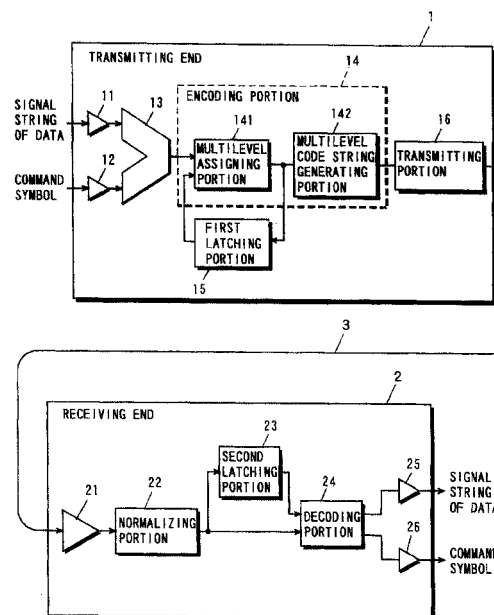 1
TRANSMITTING END
14
SIGNAL
STRING
OF DATA
11
13
ENCODING PORTION
141
MULTILEVEL
ASSIGNING
PORTION
142
MULTILEVEL
CODE STRING
GENERATING
PORTION
16
TRANSMITTING
PORTION
COMMAND
SYMBOL
12
FIRST
LATCHING
PORTION
15
3
2
RECEIVING END
21
22
NORMALIZING
PORTION
23
SECOND
LATCHING
PORTION
24
DECODING
PORTION
25
SIGNAL
STRING
OF DATA
26
COMMAND
SYMBOL